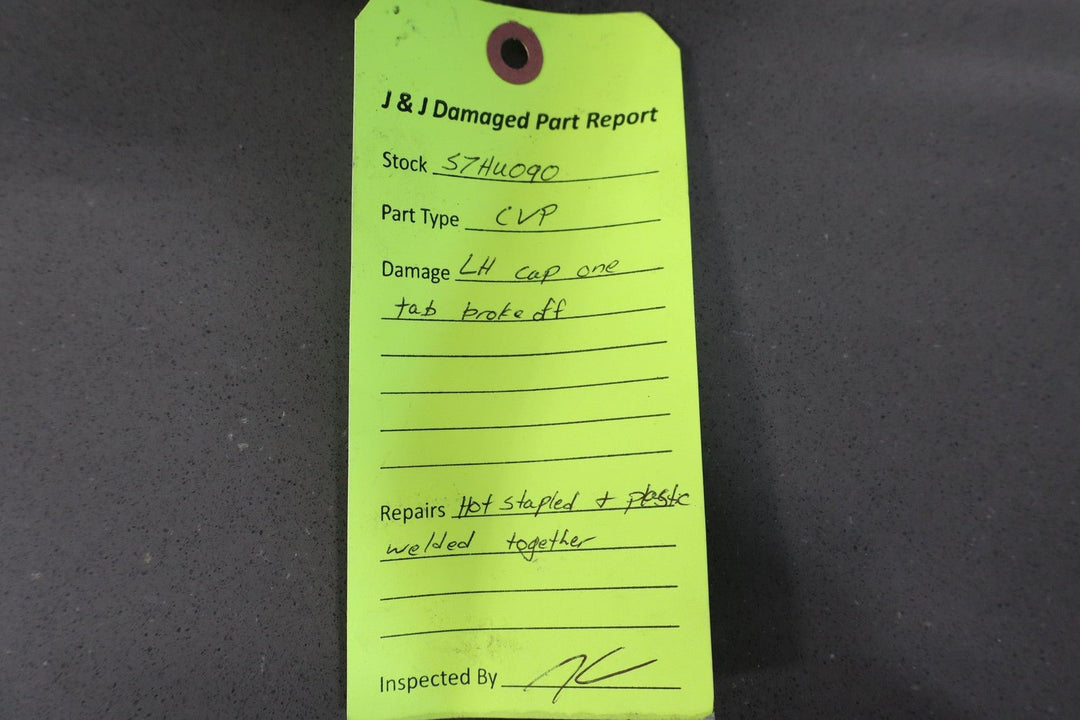 J & J Damaged Part Report
Stock S7HU090
Part Type CVP
Damage LH cap one
tab broke off
Repairs Hot stapled + plastic
welded together
Inspected By